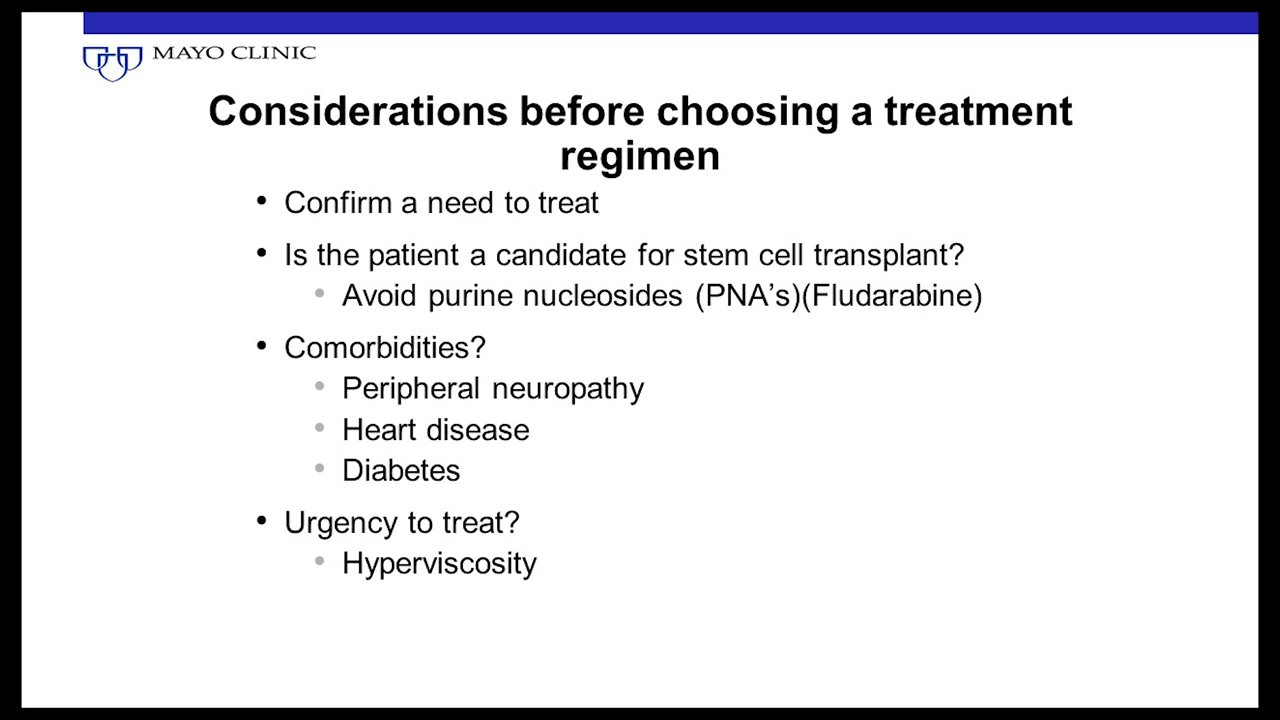 MAYO CLINIC
Considerations before choosing a treatment
regimen
• Confirm a need to treat
• Is the patient a candidate for stem cell transplant?
• Avoid purine nucleosides (PNA’s)(Fludarabine)
• Comorbidities?
• Peripheral neuropathy
• Heart disease
• Diabetes
• Urgency to treat?
• Hyperviscosity